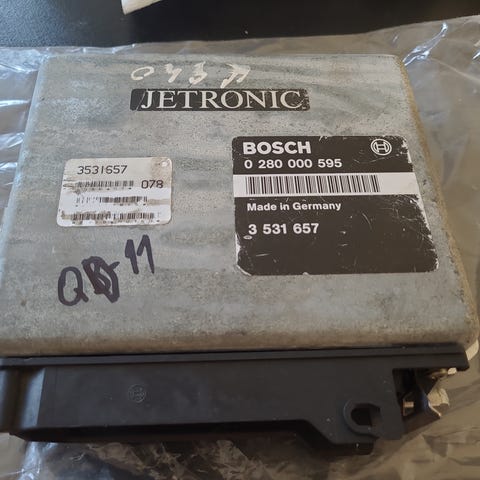 JETRONIC
BOSCH
0 280 000 595
Made in Germany
3 531 657
3531657
078